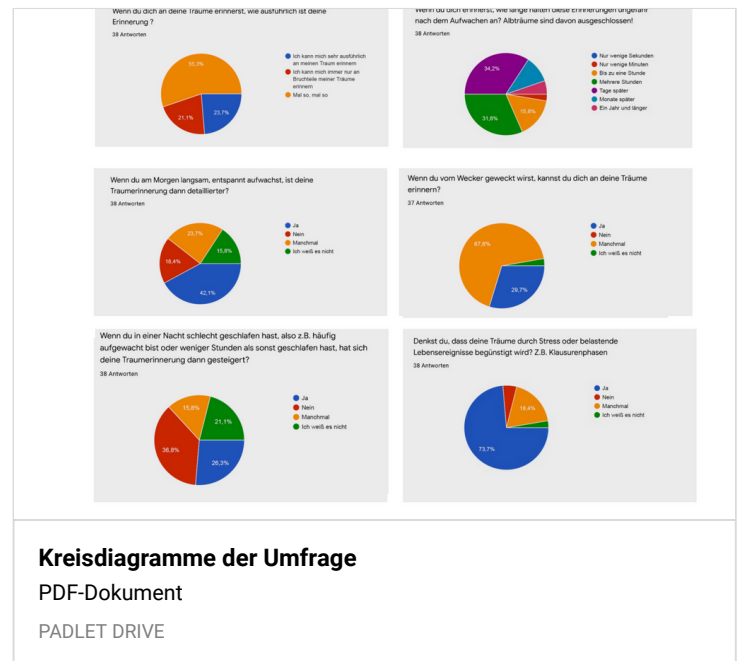 Wenn du dich an deine Träume erinnerst, wie ausführlich ist deine
Erinnerung ?
38 Antworten
55,3%
21,1%
23,7%
Ich kann mich sehr ausführlich
an meinen Traum erinnern
Ich kann mich immer nur an
Bruchteile meiner Träume
erinnern
Mal so, mal so
Wenn du dich erinnerst, wie lange halten diese Erinnerungen ungefähr
nach dem Aufwachen an? Albträume sind davon ausgeschlossen!
38 Antworten
34,2%
31,6%
15,8%
Nur wenige Sekunden
Nur wenige Minuten
Bis zu eine Stunde
Mehrere Stunden
Tage später
Monate später
Ein Jahr und länger
Wenn du am Morgen langsam, entspannt aufwachst, ist deine
Traumerinnerung dann detaillierter?
38 Antworten
23,7%
15,8%
18,4%
42,1%
Ja
Nein
Manchmal
Ich weiß es nicht
Wenn du vom Wecker geweckt wirst, kannst du dich an deine Träume
erinnern?
37 Antworten
67,6%
29,7%
Ja
Nein
Manchmal
Ich weiß es nicht
Wenn du in einer Nacht schlecht geschlafen hast, also z.B. häufig
aufgewacht bist oder weniger Stunden als sonst geschlafen hast, hat sich
deine Traumerinnerung dann gesteigert?
38 Antworten
15,8%
21,1%
36,8%
26,3%
Ja
Nein
Manchmal
Ich weiß es nicht
Denkst du, dass deine Träume durch Stress oder belastende
Lebensereignisse begünstigt wird? Z.B. Klausurenphasen
38 Antworten
18,4%
73,7%
Ja
Nein
Manchmal
Ich weiß es nicht
Kreisdiagramme der Umfrage
PDF-Dokument
PADLET DRIVE